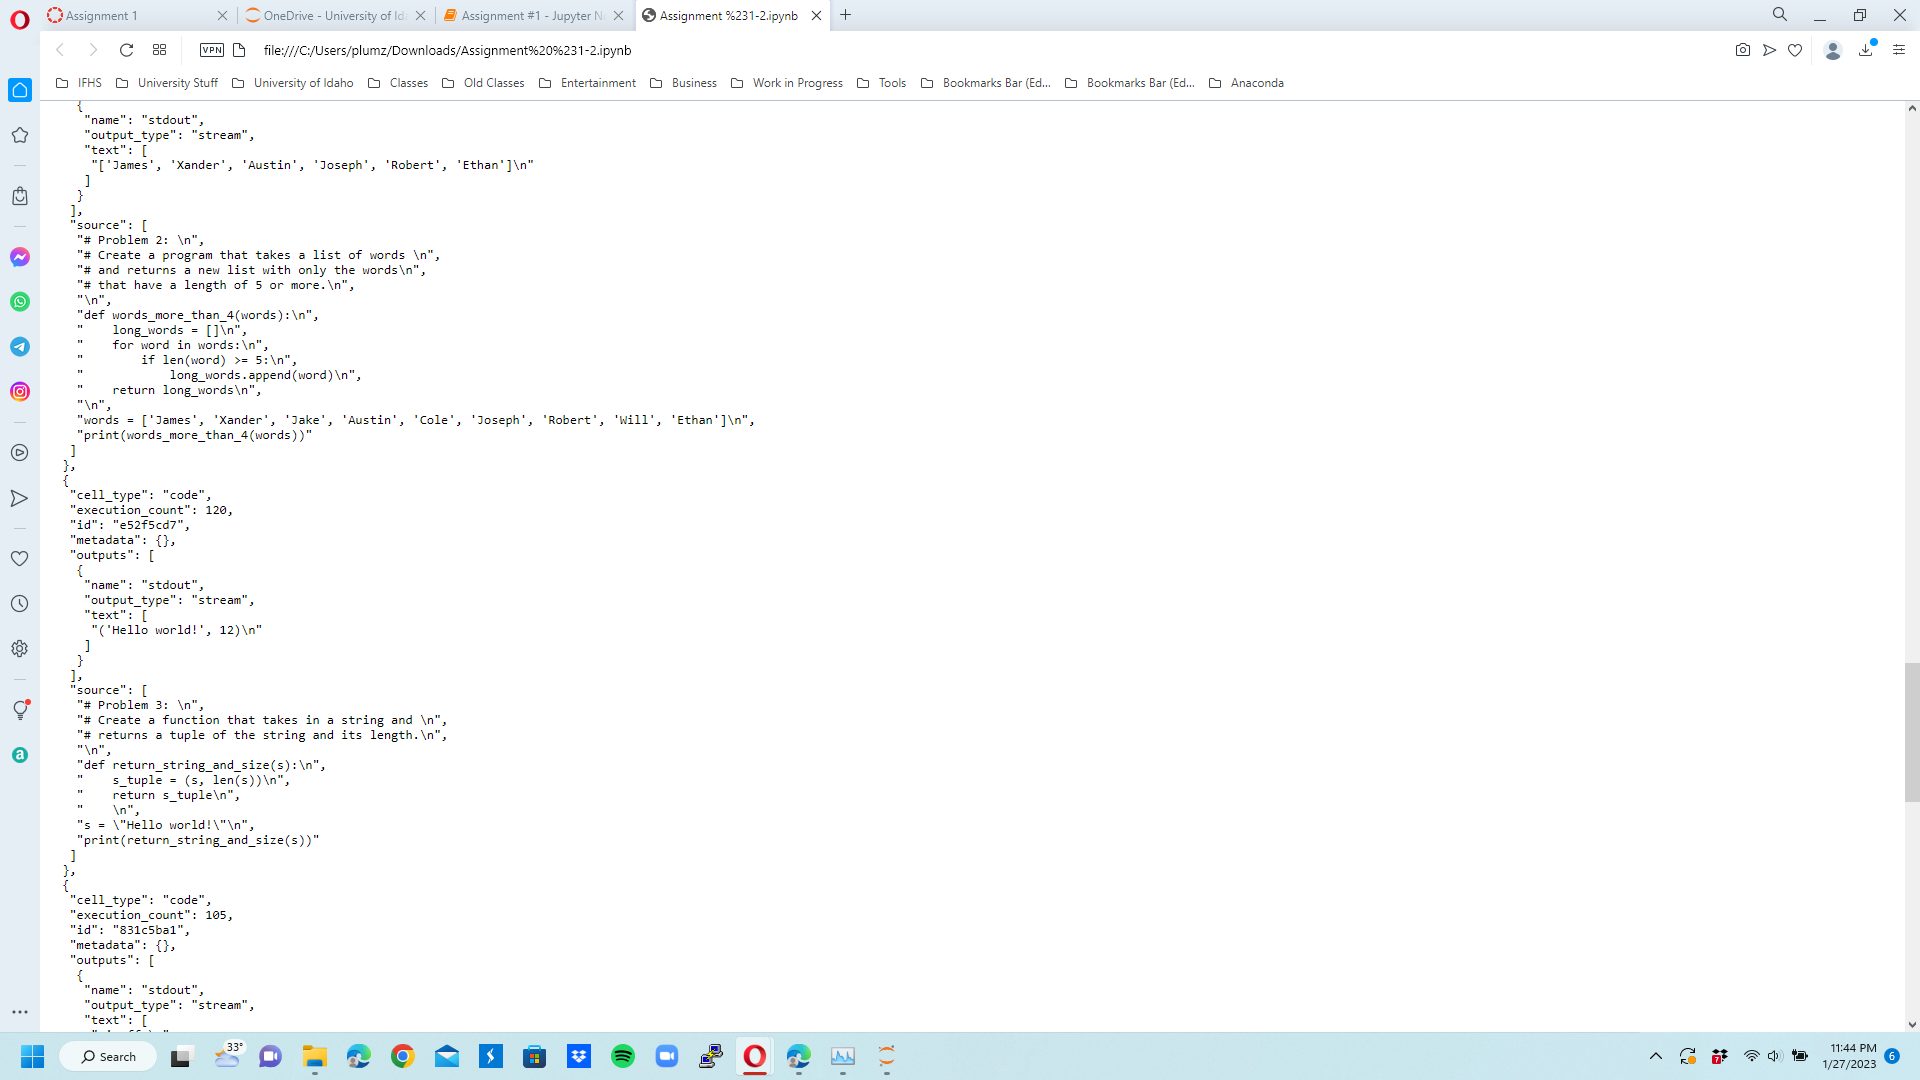 Assignment 1
OneDrive - University of Ida
Assignment #1 - Jupyter N
Assignment %231-2.ipynb
VPN
file:///C:/Users/plumz/Downloads/Assignment%20%231-2.ipynb
IFHS
University Stuff
University of Idaho
Classes
Old Classes
Entertainment
Business
Work in Progress
Tools
Bookmarks Bar (Ed...
Bookmarks Bar (Ed...
Anaconda
{
"name": "stdout",
"output_type": "stream",
"text": [
"['James', 'Xander', 'Austin', 'Joseph', 'Robert', 'Ethan']\n"
]
}
],
"source": [
"# Problem 2: \n",
"# Create a program that takes a list of words \n",
"# and returns a new list with only the words\n",
"# that have a length of 5 or more.\n",
"\n",
"def words_more_than_4(words):\n",
"    long_words = []\n",
"    for word in words:\n",
"        if len(word) >= 5:\n",
"            long_words.append(word)\n",
"    return long_words\n",
"\n",
"words = ['James', 'Xander', 'Jake', 'Austin', 'Cole', 'Joseph', 'Robert', 'Will', 'Ethan']\n",
"print(words_more_than_4(words))"
]
},
{
"cell_type": "code",
"execution_count": 120,
"id": "e52f5cd7",
"metadata": {},
"outputs": [
{
"name": "stdout",
"output_type": "stream",
"text": [
"('Hello world!', 12)\n"
]
}
],
"source": [
"# Problem 3: \n",
"# Create a function that takes in a string and \n",
"# returns a tuple of the string and its length.\n",
"\n",
"def return_string_and_size(s):\n",
"    s_tuple = (s, len(s))\n",
"    return s_tuple\n",
"    \n",
"s = \"Hello world!\"\n",
"print(return_string_and_size(s))"
]
},
{
"cell_type": "code",
"execution_count": 105,
"id": "831c5ba1",
"metadata": {},
"outputs": [
{
"name": "stdout",
"output_type": "stream",
"text": [
Search
33°
7
11:44 PM
1/27/2023
6